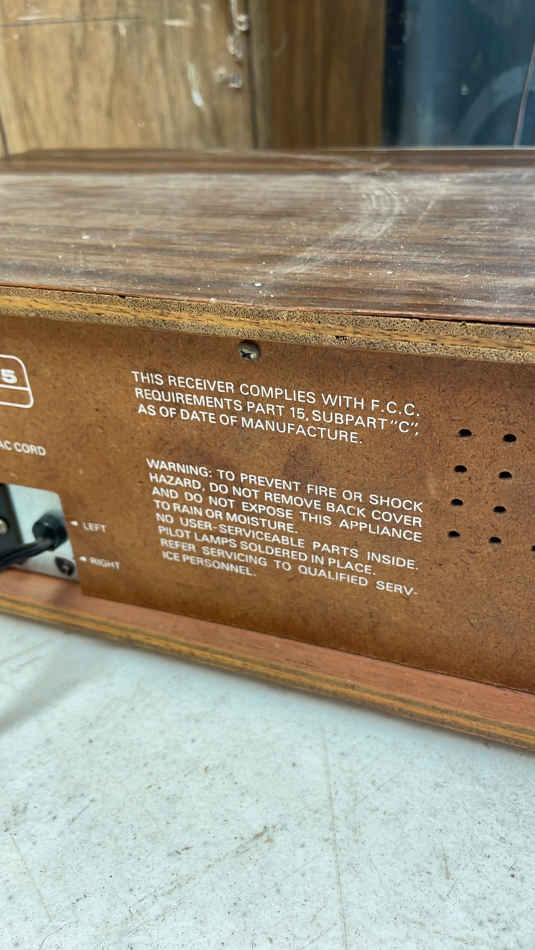 5
AC CORD
LEFT
RIGHT
THIS RECEIVER COMPLIES WITH F.C.C.
REQUIREMENTS PART 15, SUBPART "C",
AS OF DATE OF MANUFACTURE.
WARNING: TO PREVENT FIRE OR SHOCK
HAZARD, DO NOT REMOVE BACK COVER
AND DO NOT EXPOSE THIS APPLIANCE
TO RAIN OR MOISTURE.
NO USER-SERVICEABLE PARTS INSIDE.
PILOT LAMPS SOLDERED IN PLACE.
REFER SERVICING TO QUALIFIED SERV-
ICE PERSONNEL.